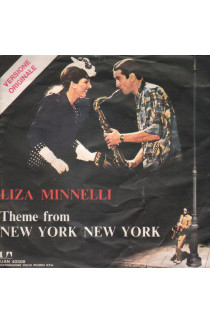 VERSIONE
ORIGINALE
LIZA MINNELLI
Theme from
NEW YORK NEW YORK